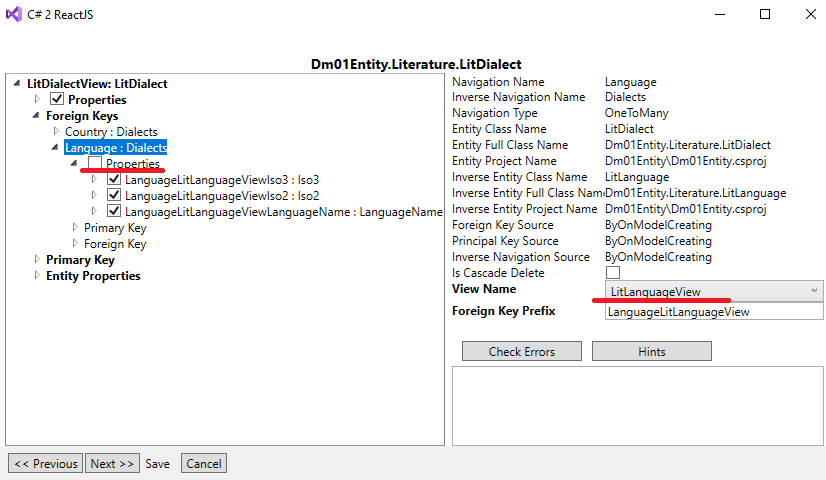 C# 2 ReactJS
Dm01Entity.Literature.LitDialect
LitDialectView: LitDialect
Properties
Foreign Keys
Country : Dialects
Language : Dialects
Properties
LanguageLitLanguageViewIso3 : Iso3
LanguageLitLanguageViewIso2 : Iso2
LanguageLitLanguageViewLanguageName : LanguageName
Primary Key
Foreign Key
Primary Key
Entity Properties
Navigation Name Language
Inverse Navigation Name Dialects
Navigation Type OneToMany
Entity Class Name LitDialect
Entity Full Class Name Dm01Entity.Literature.LitDialect
Entity Project Name Dm01Entity\Dm01Entity.csproj
Inverse Entity Class Name LitLanguage
Inverse Entity Full Class Name Dm01Entity.Literature.LitLanguage
Inverse Entity Project Name Dm01Entity\Dm01Entity.csproj
Foreign Key Source ByOnModelCreating
Principal Key Source ByOnModelCreating
Inverse Navigation Source ByOnModelCreating
Is Cascade Delete
View Name LitLanguageView
Foreign Key Prefix LanguageLitLanguageView
Check Errors Hints
<< Previous Next >> Save Cancel